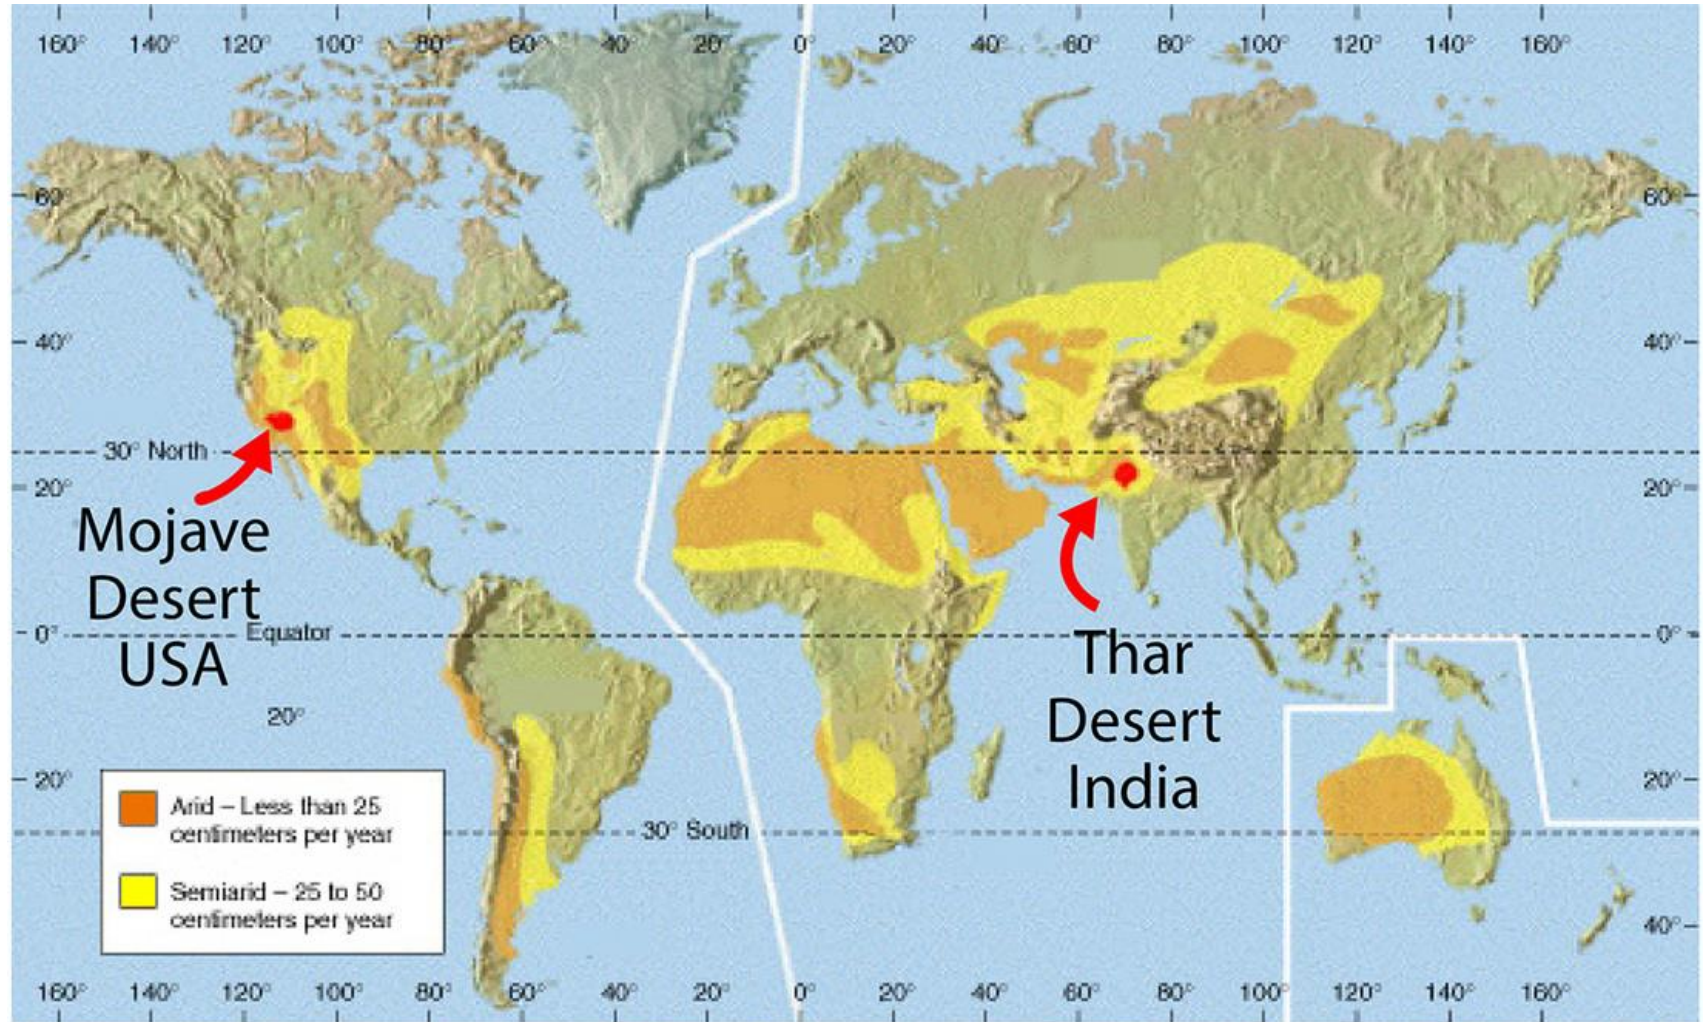 160° 140° 120° 100° 80° 60° 40° 20° 0° 20° 40° 60° 80° 100° 120° 140° 160°
60° 60°
40° 40°
30° North
20° 20°
Mojave
Desert
USA
0° Equator 0°
Thar
Desert
India
20°
20° 20°
Arid – Less than 25
centimeters per year
30° South
Semiarid – 25 to 50
centimeters per year
40°
160° 140° 120° 100° 80° 60° 40° 20° 0° 20° 40° 60° 80° 100° 120° 140° 160°